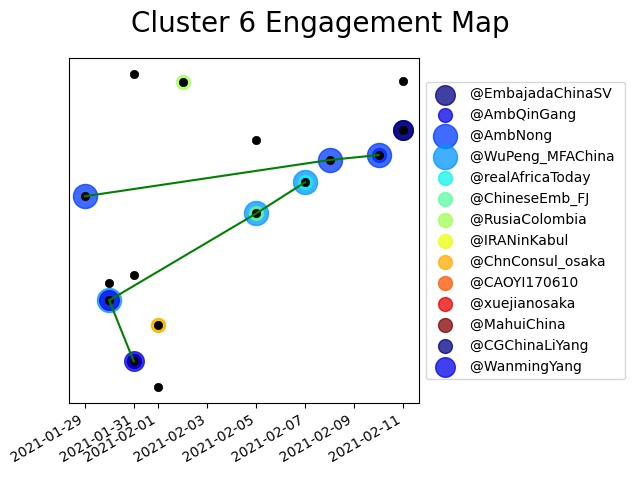 Cluster 6 Engagement Map
@EmbajadaChinaSV
@AmbQinGang
@AmbNong
@WuPeng_MFAChina
@realAfricaToday
@ChineseEmb_FJ
@RusiaColombia
@IRANinKabul
@ChnConsul_osaka
@CAOYI170610
@xuejianosaka
@MahuiChina
@CGChinaLiYang
@WanmingYang
2021-01-29
2021-01-31
2021-02-01
2021-02-03
2021-02-05
2021-02-07
2021-02-09
2021-02-11